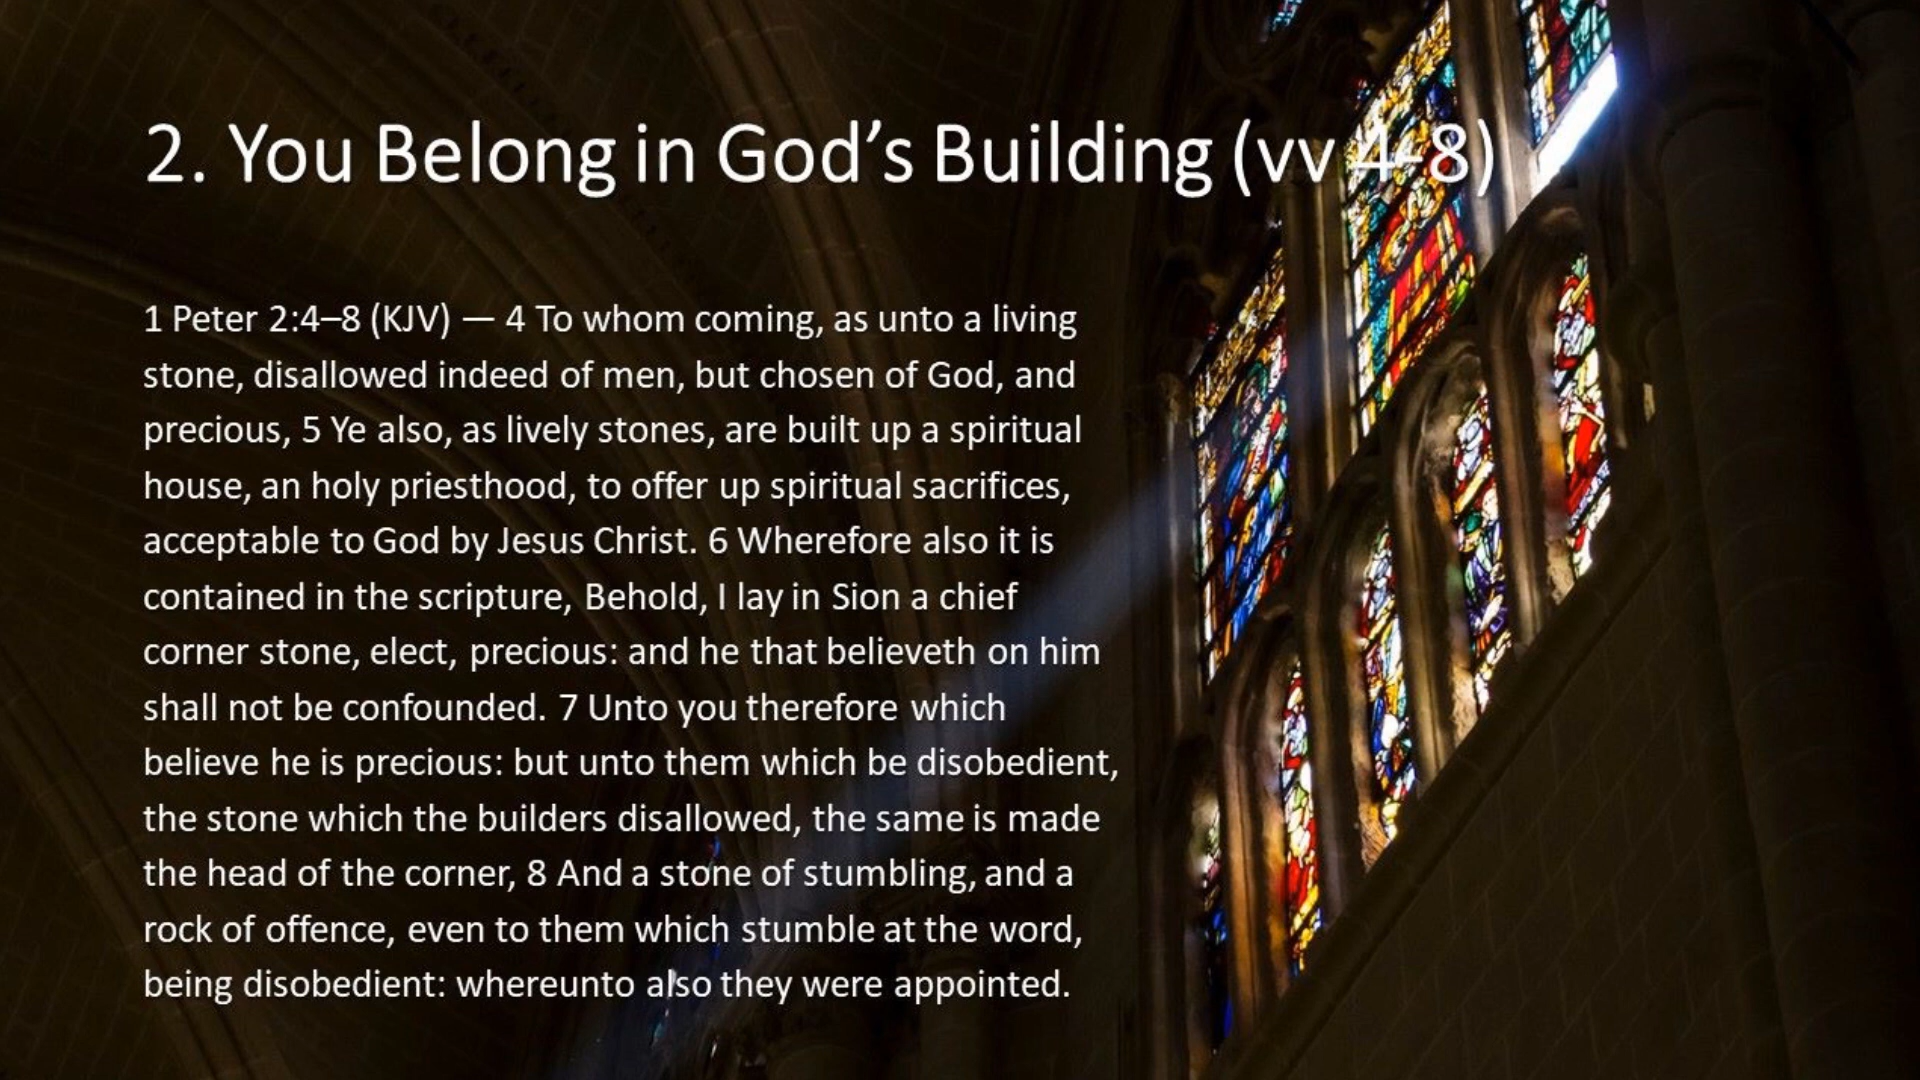 2. You Belong in God’s Building (vv 4-8)
1 Peter 2:4–8 (KJV) — 4 To whom coming, as unto a living
stone, disallowed indeed of men, but chosen of God, and
precious, 5 Ye also, as lively stones, are built up a spiritual
house, an holy priesthood, to offer up spiritual sacrifices,
acceptable to God by Jesus Christ. 6 Wherefore also it is
contained in the scripture, Behold, I lay in Sion a chief
corner stone, elect, precious: and he that believeth on him
shall not be confounded. 7 Unto you therefore which
believe he is precious: but unto them which be disobedient,
the stone which the builders disallowed, the same is made
the head of the corner, 8 And a stone of stumbling, and a
rock of offence, even to them which stumble at the word,
being disobedient: whereunto also they were appointed.